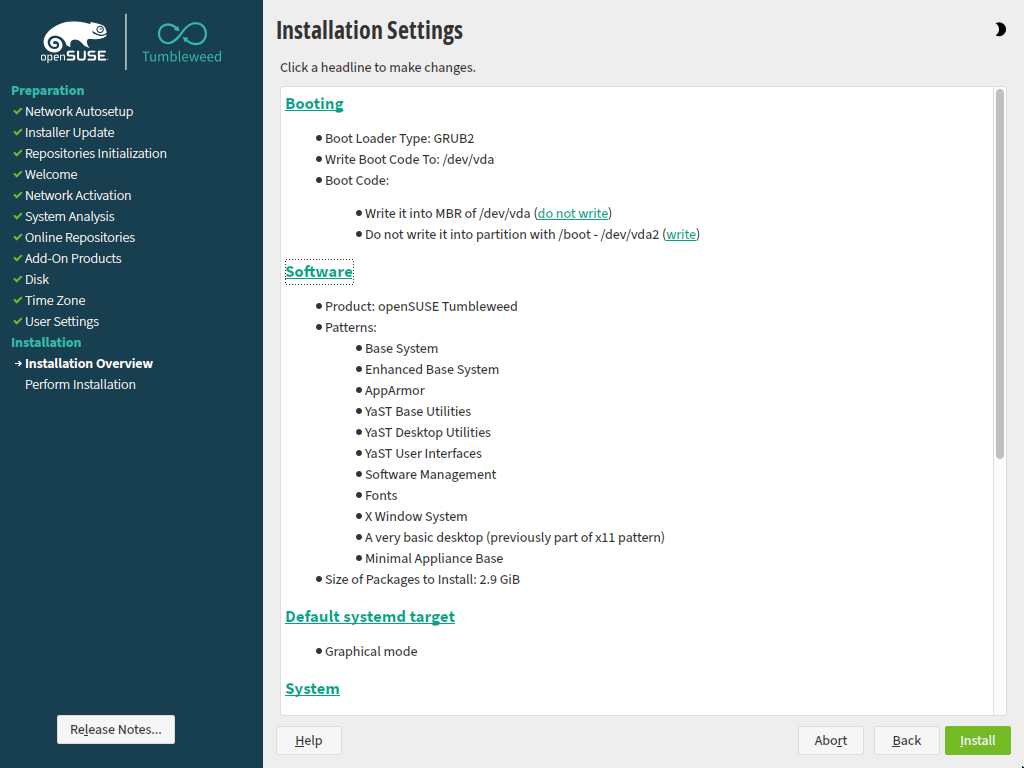 openSUSE
Tumbleweed
Preparation
Network Autosetup
Installer Update
Repositories Initialization
Welcome
Network Activation
System Analysis
Online Repositories
Add-On Products
Disk
Time Zone
User Settings
Installation
Installation Overview
Perform Installation
Release Notes...
Installation Settings
Click a headline to make changes.
Booting
Boot Loader Type: GRUB2
Write Boot Code To: /dev/vda
Boot Code:
Write it into MBR of /dev/vda (do not write)
Do not write it into partition with /boot - /dev/vda2 (write)
Software
Product: openSUSE Tumbleweed
Patterns:
Base System
Enhanced Base System
AppArmor
YaST Base Utilities
YaST Desktop Utilities
YaST User Interfaces
Software Management
Fonts
X Window System
A very basic desktop (previously part of x11 pattern)
Minimal Appliance Base
Size of Packages to Install: 2.9 GiB
Default systemd target
Graphical mode
System
Help
Abort
Back
Install